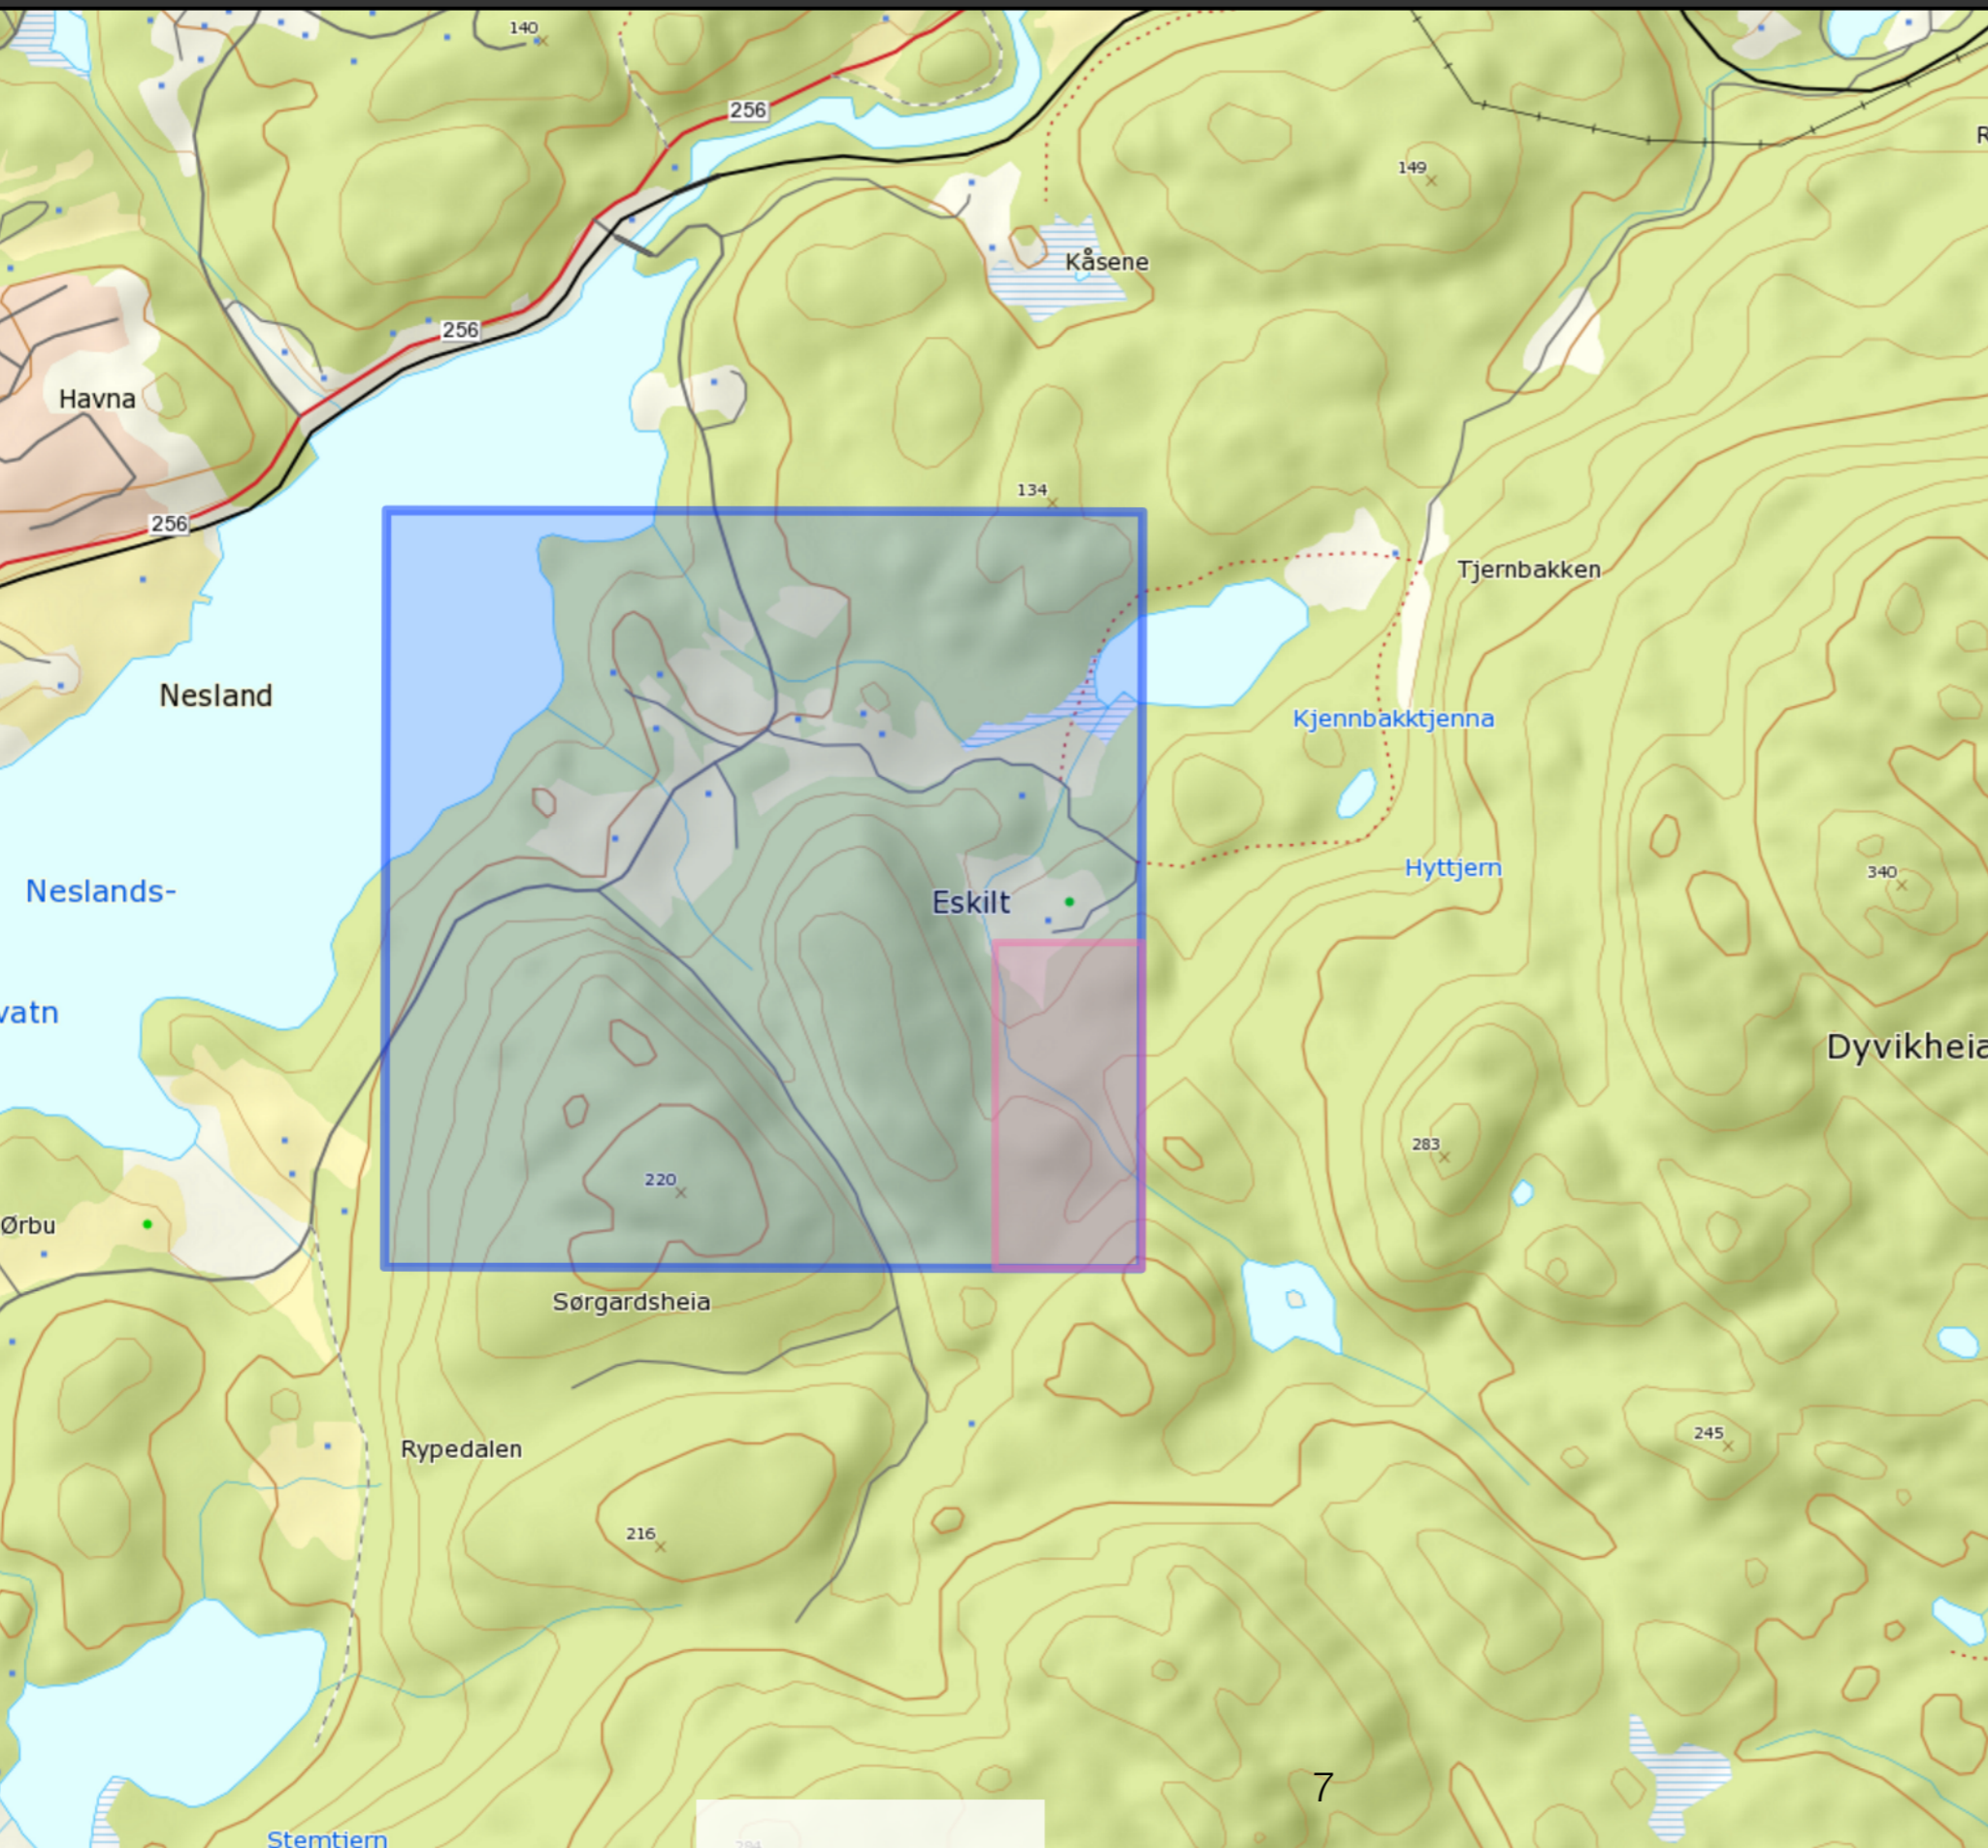 140
256
R
149
Kåsene
256
Havna
134
256
Tjernbakken
Nesland
Kjennbakktjenna
Hyttjern
340
Neslands-
Eskilt
vatn
Dyvikheia
283
220
Ørbu
Sørgardsheia
245
Rypedalen
216
7
Stemtjern
294